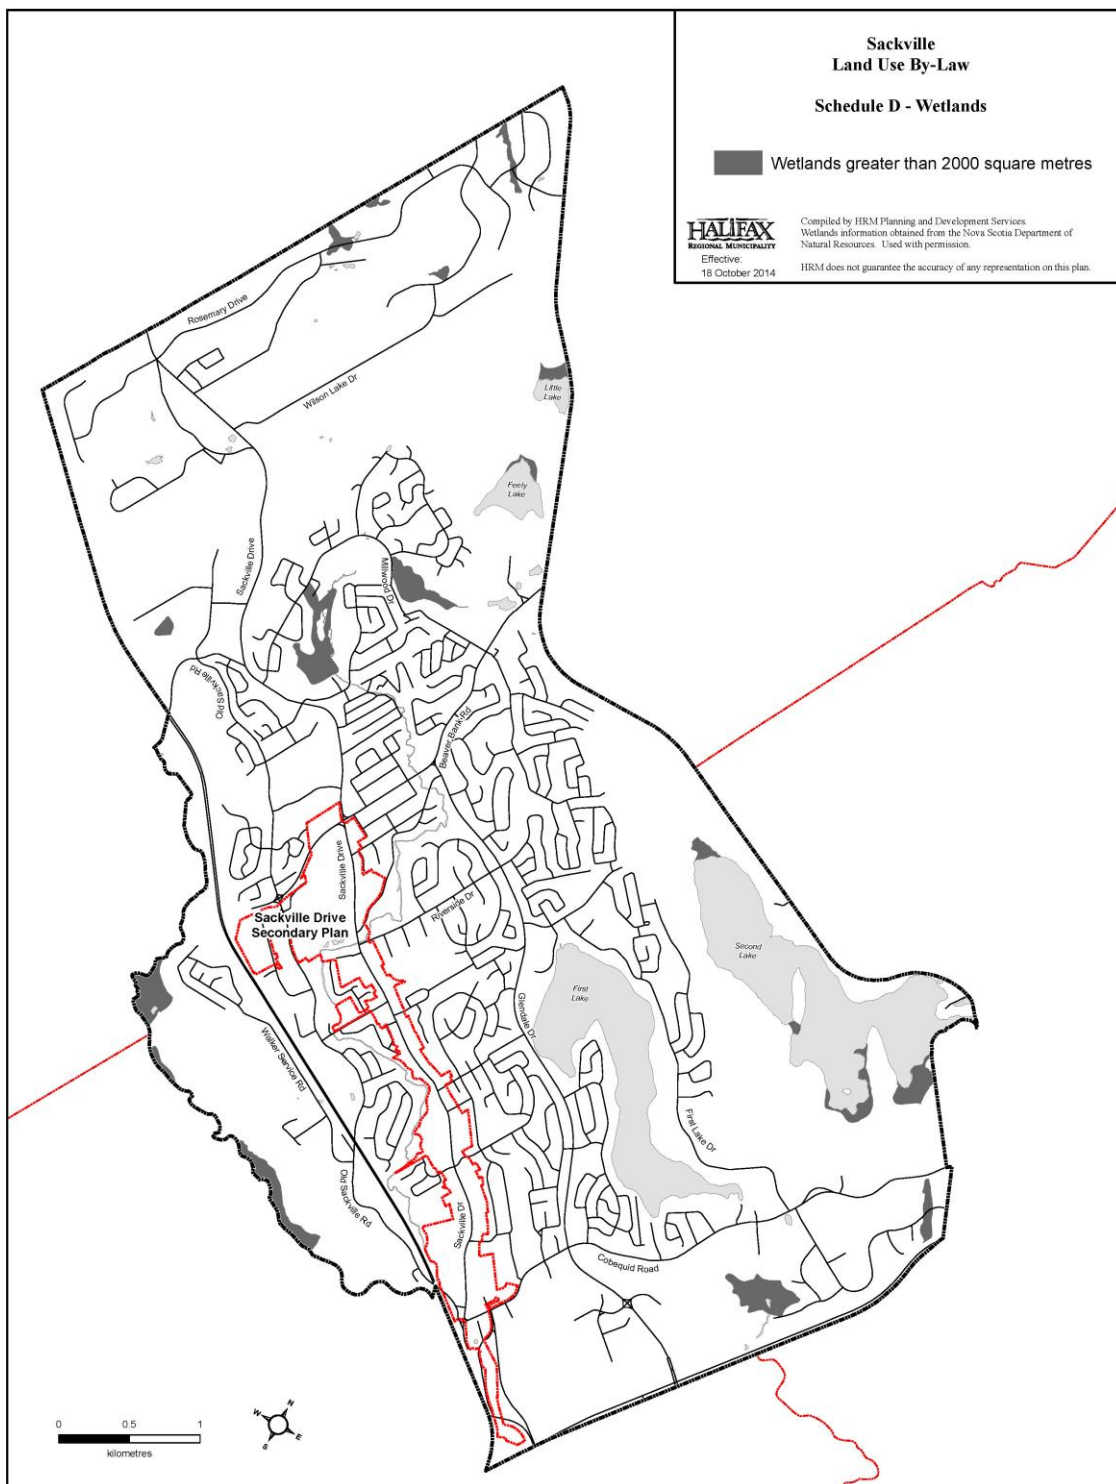 Sackville
Land Use By-Law
Schedule D - Wetlands
Wetlands greater than 2000 square metres
HALIFAX
REGIONAL MUNICIPALITY
Effective:
18 October 2014
Compiled by HRM Planning and Development Services.
Wetlands information obtained from the Nova Scotia Department of
Natural Resources. Used with permission.
HRM does not guarantee the accuracy of any representation on this plan.
Rosemary Drive
Wilson Lake Dr
Little
Lake
Feely
Lake
Sackville Drive
Millwood Dr
Old Sackville Rd
Beaver Bank Rd
Sackville Drive
Riverside Dr
Sackville Drive
Secondary Plan
Second
Lake
First
Lake
Glendale Dr
Walker Service Rd
First Lake Dr
Old Sackville Rd
Sackville Dr
Cobequid Road
0 0.5 1
kilometres
N
W
E
S